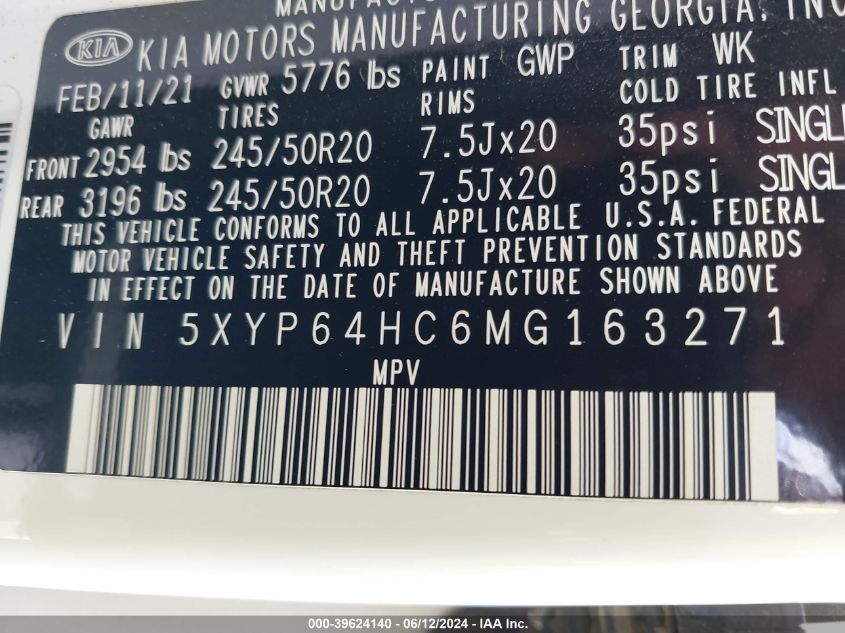 KIA MOTORS MANUFACTURING GEORGIA, INC
KIA
FEB/11/21 GVWR 5776 lbs PAINT GWP TRIM WK
GAWR TIRES RIMS COLD TIRE INFL
FRONT 2954 lbs 245/50R20 7.5Jx20 35psi SINGL
REAR 3196 lbs 245/50R20 7.5Jx20 35psi SINGL
THIS VEHICLE CONFORMS TO ALL APPLICABLE U.S.A. FEDERAL
MOTOR VEHICLE SAFETY AND THEFT PREVENTION STANDARDS
IN EFFECT ON THE DATE OF MANUFACTURE SHOWN ABOVE
VIN 5XYP64HC6MG163271
MPV
000-39624140 - 06/12/2024 - IAA Inc.